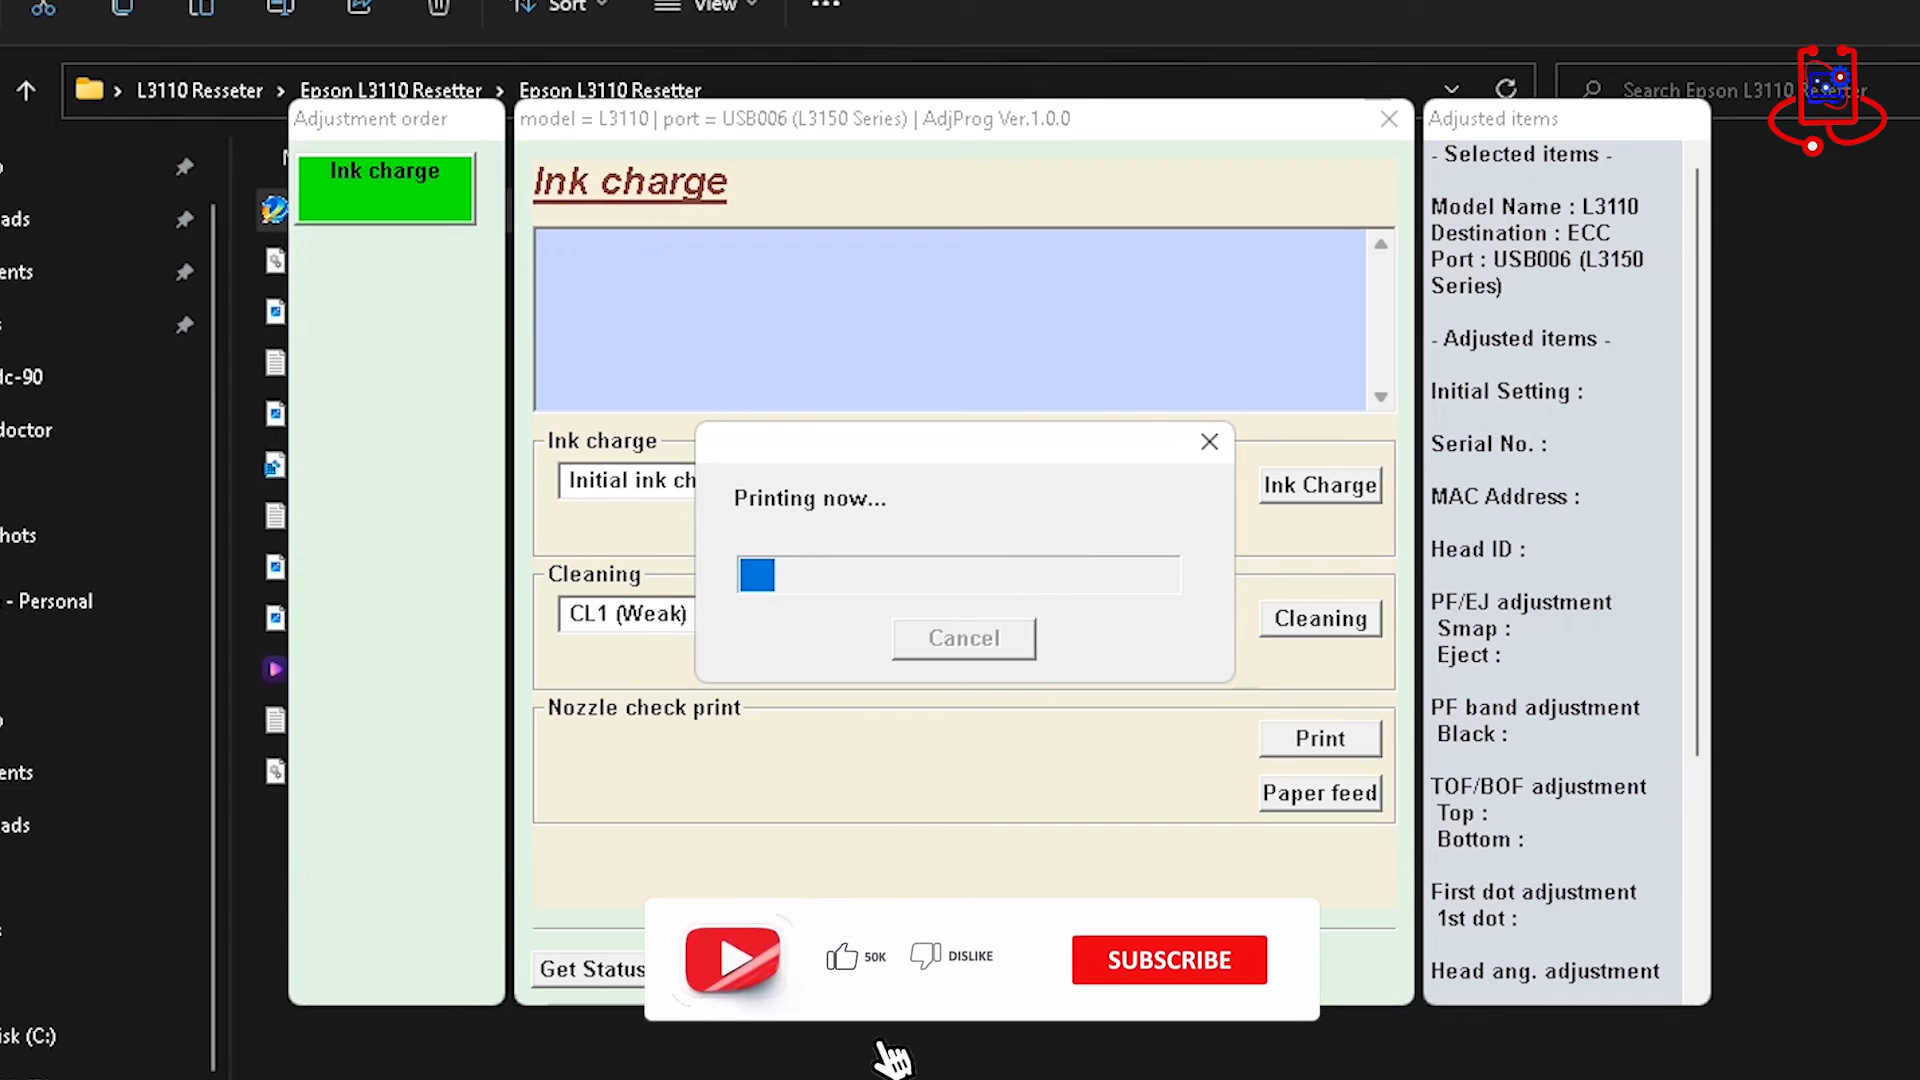 Sort
View
L3110 Resseter
Epson L3110 Resetter
Epson L3110 Resetter
Search Epson L3110 Resetter
Adjustment order
Ink charge
ads
ents
dc-90
doctor
hots
- Personal
ents
ads
isk (C:)
model = L3110 | port = USB006 (L3150 Series) | AdjProg Ver.1.0.0
Ink charge
Ink charge
Initial ink ch
Ink Charge
Printing now...
Cancel
Cleaning
CL1 (Weak)
Cleaning
Nozzle check print
Print
Paper feed
Get Status
50K
DISLIKE
SUBSCRIBE
Adjusted items
- Selected items -
Model Name : L3110
Destination : ECC
Port : USB006 (L3150
Series)
- Adjusted items -
Initial Setting :
Serial No. :
MAC Address :
Head ID :
PF/EJ adjustment
Smap :
Eject :
PF band adjustment
Black :
TOF/BOF adjustment
Top :
Bottom :
First dot adjustment
1st dot :
Head ang. adjustment